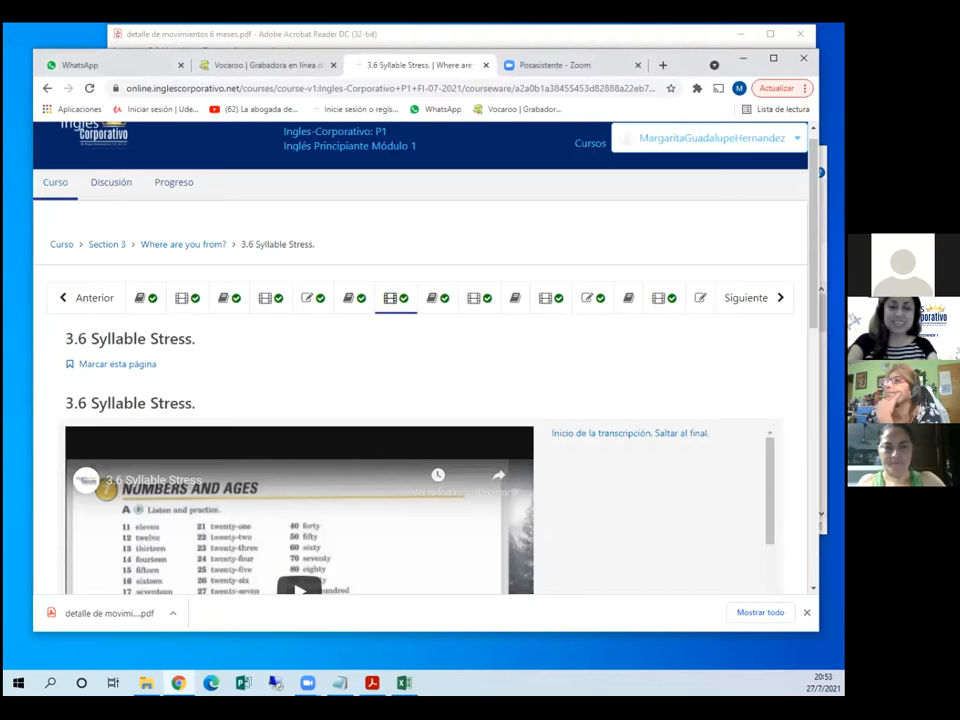 detalle de movimientos 6 meses.pdf - Adobe Acrobat Reader DC (32-bit)
WhatsApp
Vocaroo | Grabadora en línea d
3.6 Syllable Stress. | Where are
Posasistente - Zoom
online.inglescorporativo.net/courses/course-v1:Ingles-Corporativo+P1+FI-07-2021/courseware/a2a0b1a38455453d82888a22eb7...
Actualizar
Aplicaciones
Iniciar sesión | Ude...
(62) La abogada de...
Inicie sesión o regís...
WhatsApp
Vocaroo | Grabador...
Lista de lectura
Corporativo
Ingles-Corporativo: P1
Inglés Principiante Módulo 1
Cursos
MargaritaGuadalupeHernandez
Curso
Discusión
Progreso
Curso > Section 3 > Where are you from? > 3.6 Syllable Stress.
Anterior
Siguiente
3.6 Syllable Stress.
Marcar esta página
3.6 Syllable Stress.
Inicio de la transcripción. Saltar al final.
3.6 Syllable Stress
NUMBERS AND AGES
A Listen and practice.
11 eleven 21 twenty-one 40 forty
12 twelve 22 twenty-two 50 fifty
13 thirteen 23 twenty-three 60 sixty
14 fourteen 24 twenty-four 70 seventy
15 fifteen 25 twenty-five 80 eighty
16 sixteen 26 twenty-six
17 seventeen 27 twenty-seven
detalle de movimi....pdf
Mostrar todo
20:53
27/7/2021